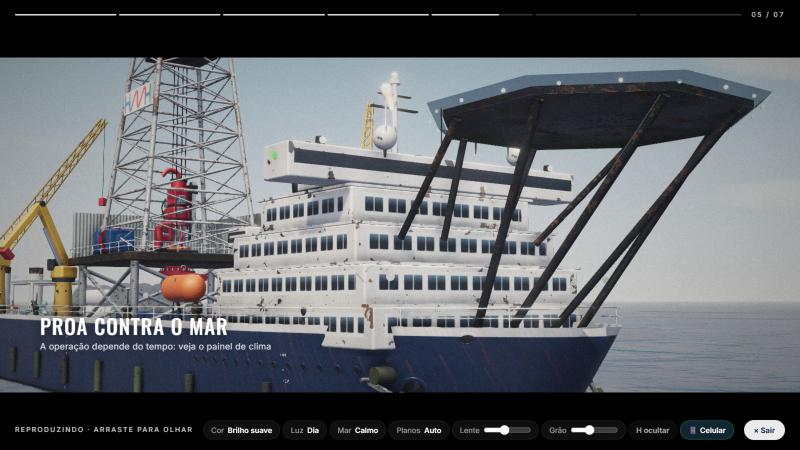 05 / 07
PROA CONTRA O MAR
A operação depende do tempo: veja o painel de clima
REPRODUZINDO · ARRASTE PARA OLHAR
Cor Brilho suave
Luz Dia
Mar Calmo
Planos Auto
Lente
Grão
H ocultar
Celular
× Sair